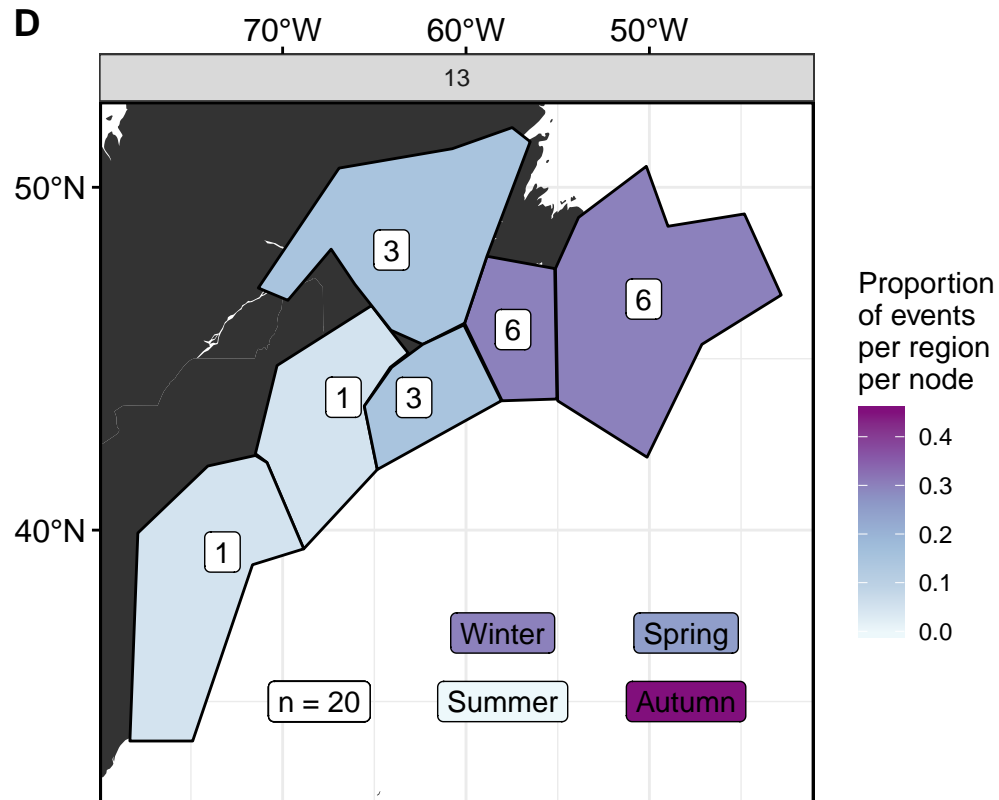 D
70°W 60°W 50°W
13
50°N
40°N
3
6
6
1
3
1
Winter Spring
n = 20 Summer Autumn
Proportion
of events
per region
per node
0.4
0.3
0.2
0.1
0.0